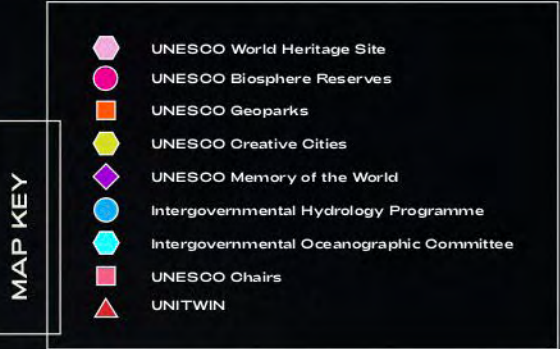 MAP KEY
UNESCO World Heritage Site
UNESCO Biosphere Reserves
UNESCO Geoparks
UNESCO Creative Cities
UNESCO Memory of the World
Intergovernmental Hydrology Programme
Intergovernmental Oceanographic Committee
UNESCO Chairs
UNITWIN